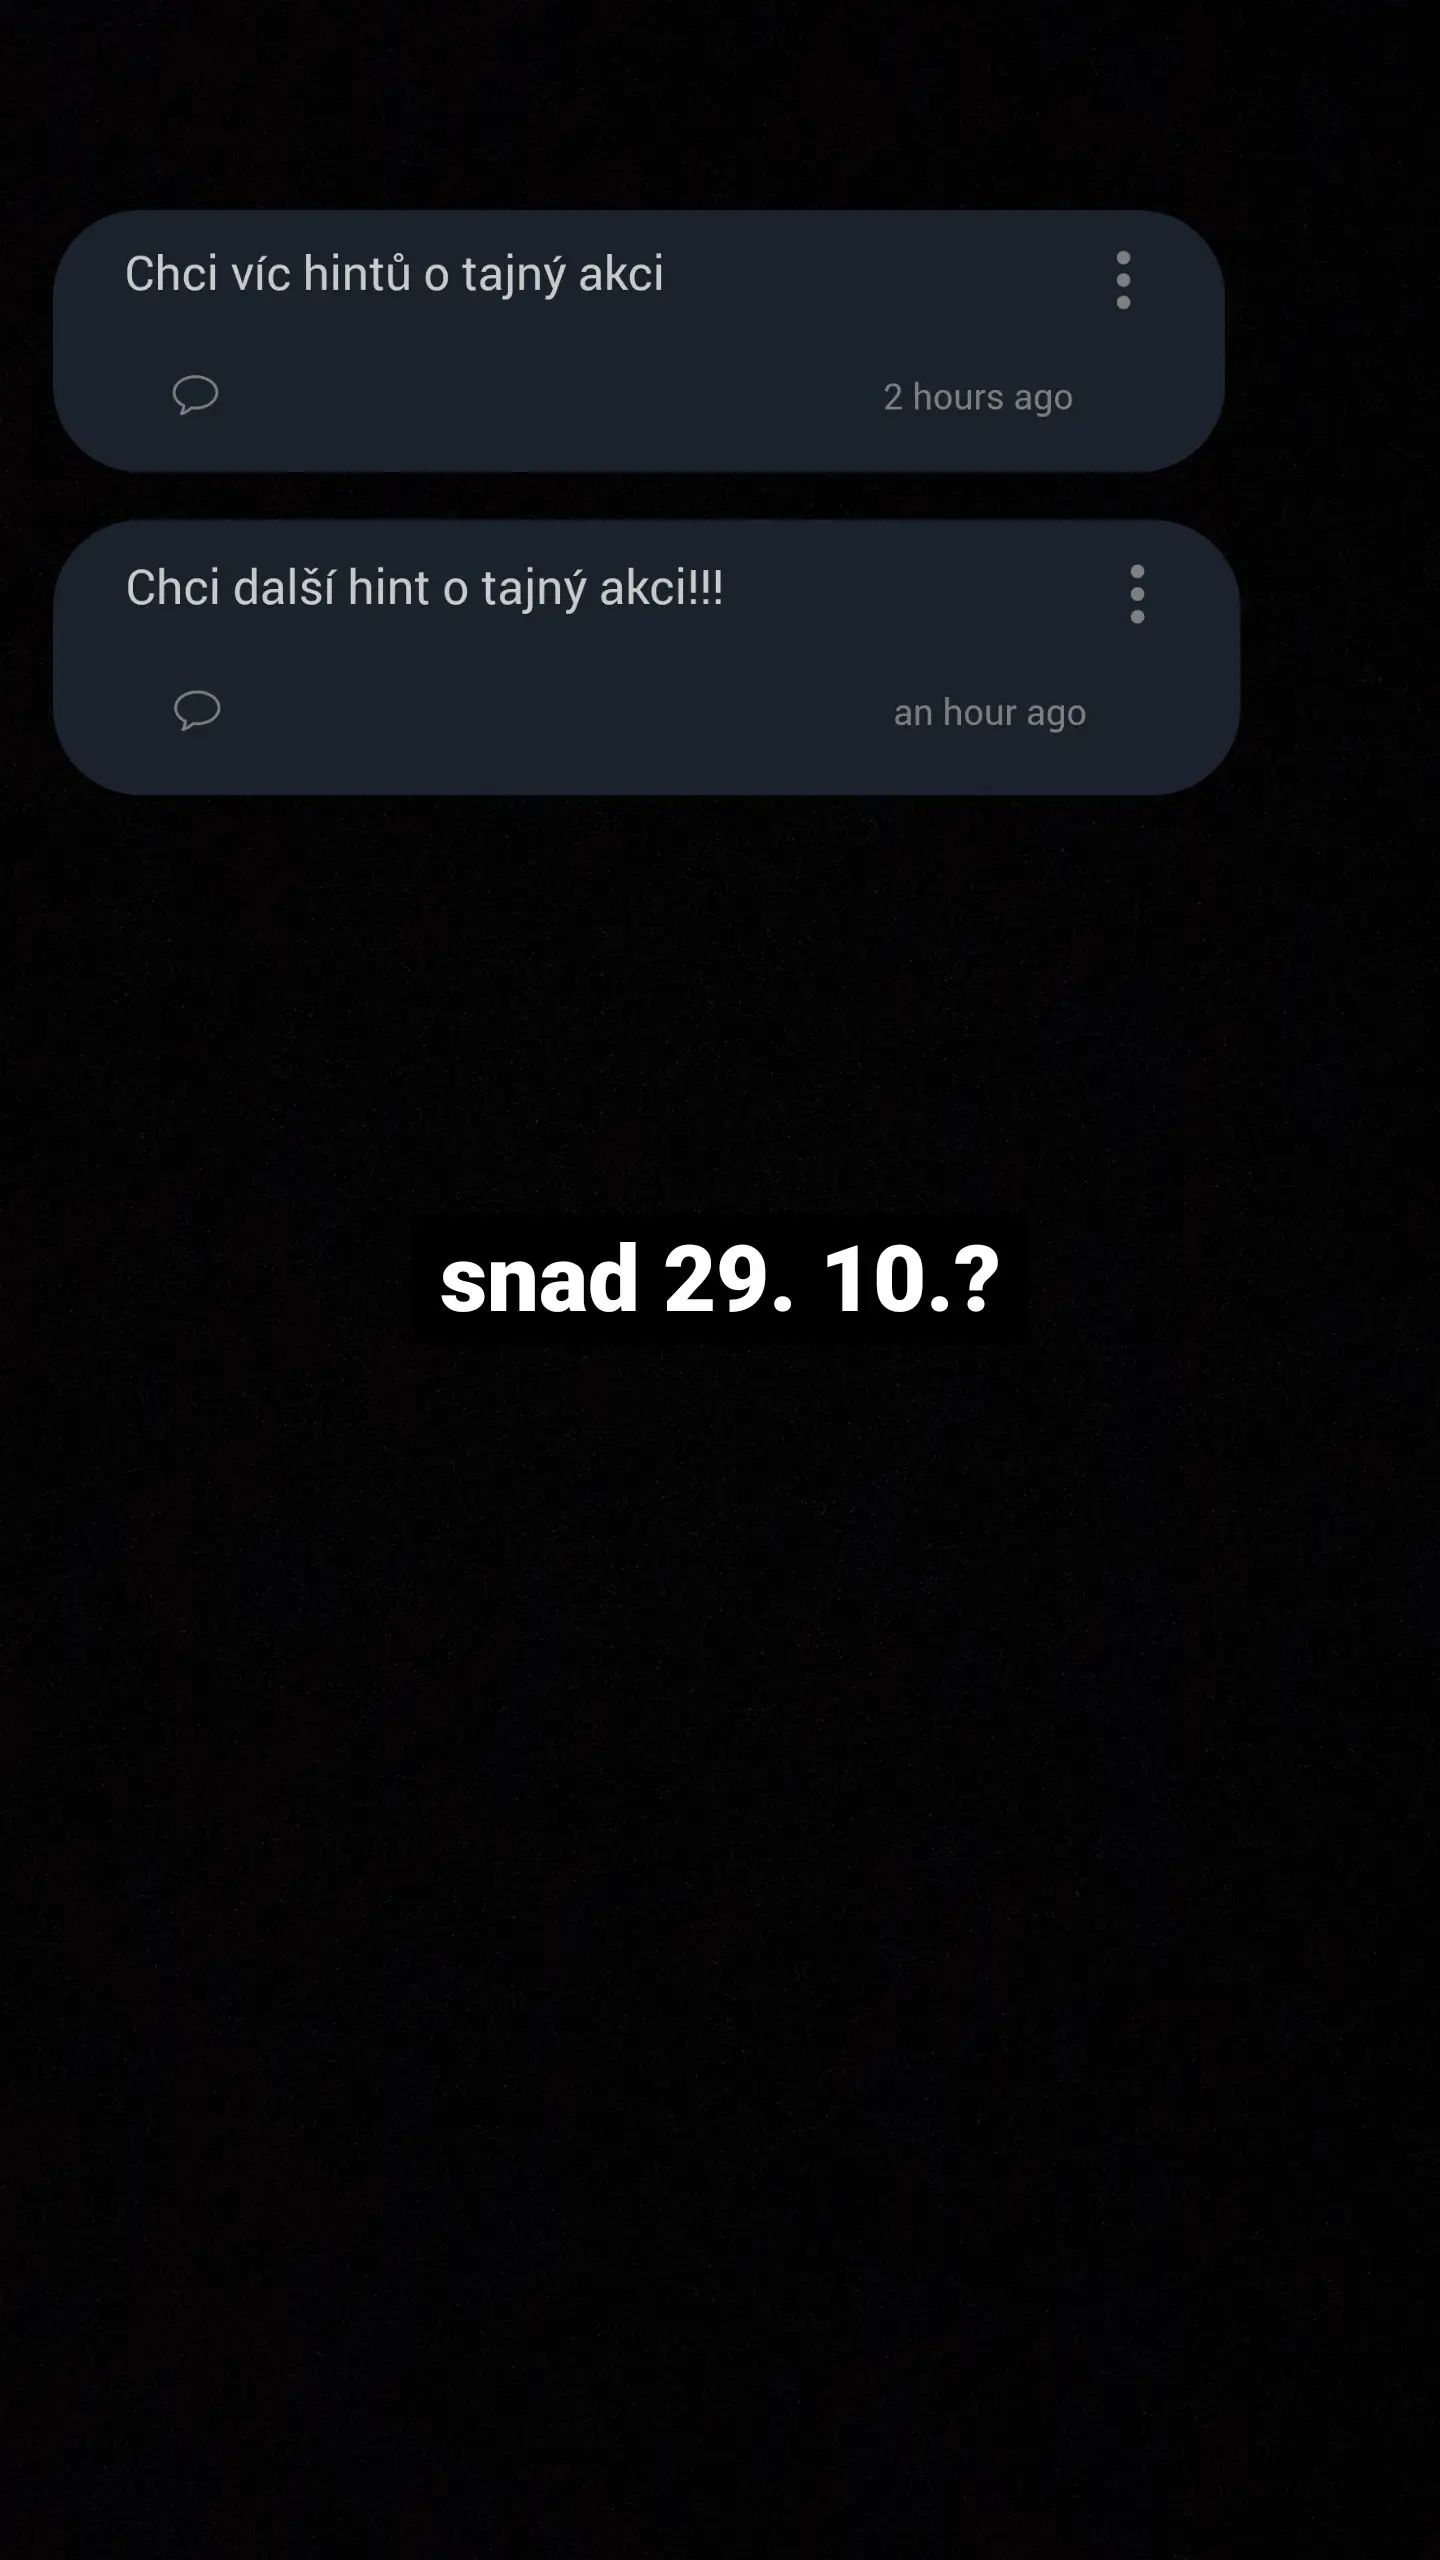 Chci víc hintů o tajný akci
2 hours ago
Chci další hint o tajný akci!!!
an hour ago
snad 29. 10.?